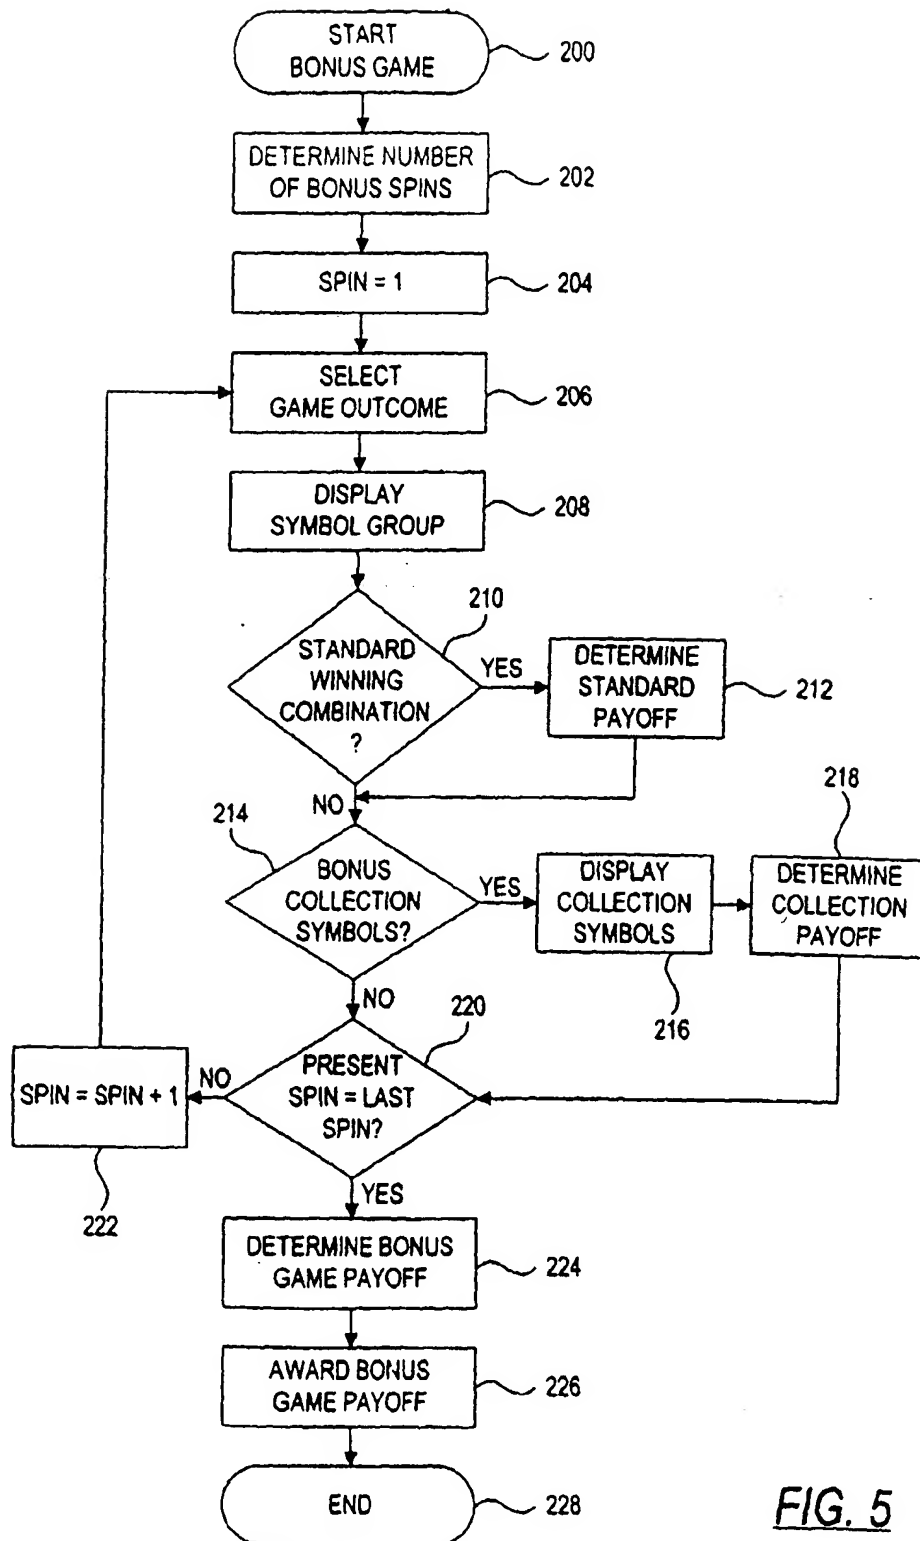 START
BONUS GAME
200
DETERMINE NUMBER
OF BONUS SPINS
202
SPIN = 1
204
SELECT
GAME OUTCOME
206
DISPLAY
SYMBOL GROUP
208
210
STANDARD
WINNING
COMBINATION
?
YES
DETERMINE
STANDARD
PAYOFF
212
NO
214
BONUS
COLLECTION
SYMBOLS?
YES
DISPLAY
COLLECTION
SYMBOLS
216
218
DETERMINE
COLLECTION
PAYOFF
NO
220
PRESENT
SPIN = LAST
SPIN?
NO
SPIN = SPIN + 1
222
YES
DETERMINE BONUS
GAME PAYOFF
224
AWARD BONUS
GAME PAYOFF
226
END
228
FIG. 5